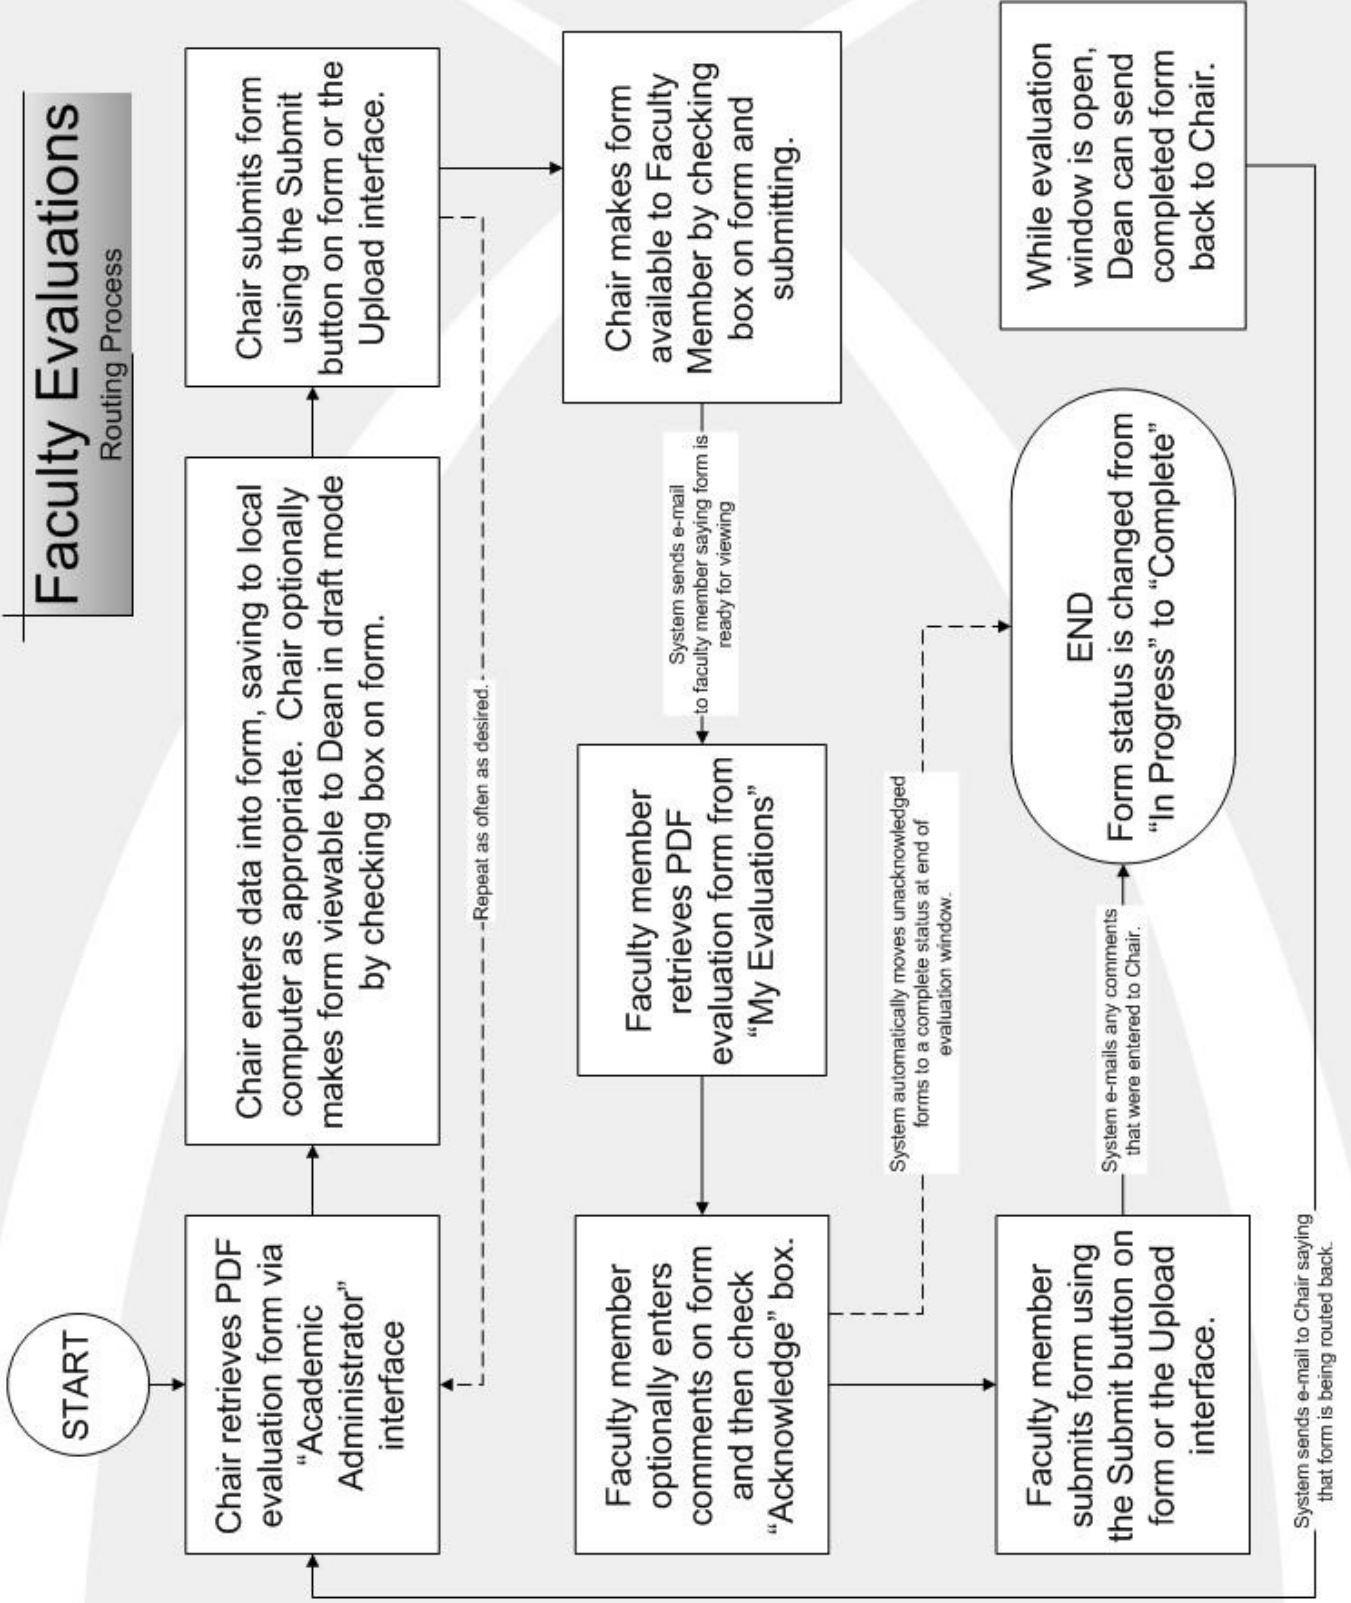 Faculty Evaluations
Routing Process
START
Chair retrieves PDF
evaluation form via
“Academic
Administrator”
interface
Chair enters data into form, saving to local
computer as appropriate. Chair optionally
makes form viewable to Dean in draft mode
by checking box on form.
Chair submits form
using the Submit
button on form or the
Upload interface.
Repeat as often as desired.
Chair makes form
available to Faculty
Member by checking
box on form and
submitting.
System sends e-mail
to faculty member saying form is
ready for viewing
Faculty member
retrieves PDF
evaluation form from
“My Evaluations”
Faculty member
optionally enters
comments on form
and then check
“Acknowledge” box.
System automatically moves unacknowledged
forms to a complete status at end of
evaluation window.
Faculty member
submits form using
the Submit button on
form or the Upload
interface.
System e-mails any comments
that were entered to Chair.
END
Form status is changed from
“In Progress” to “Complete”
While evaluation
window is open,
Dean can send
completed form
back to Chair.
System sends e-mail to Chair saying
that form is being routed back.